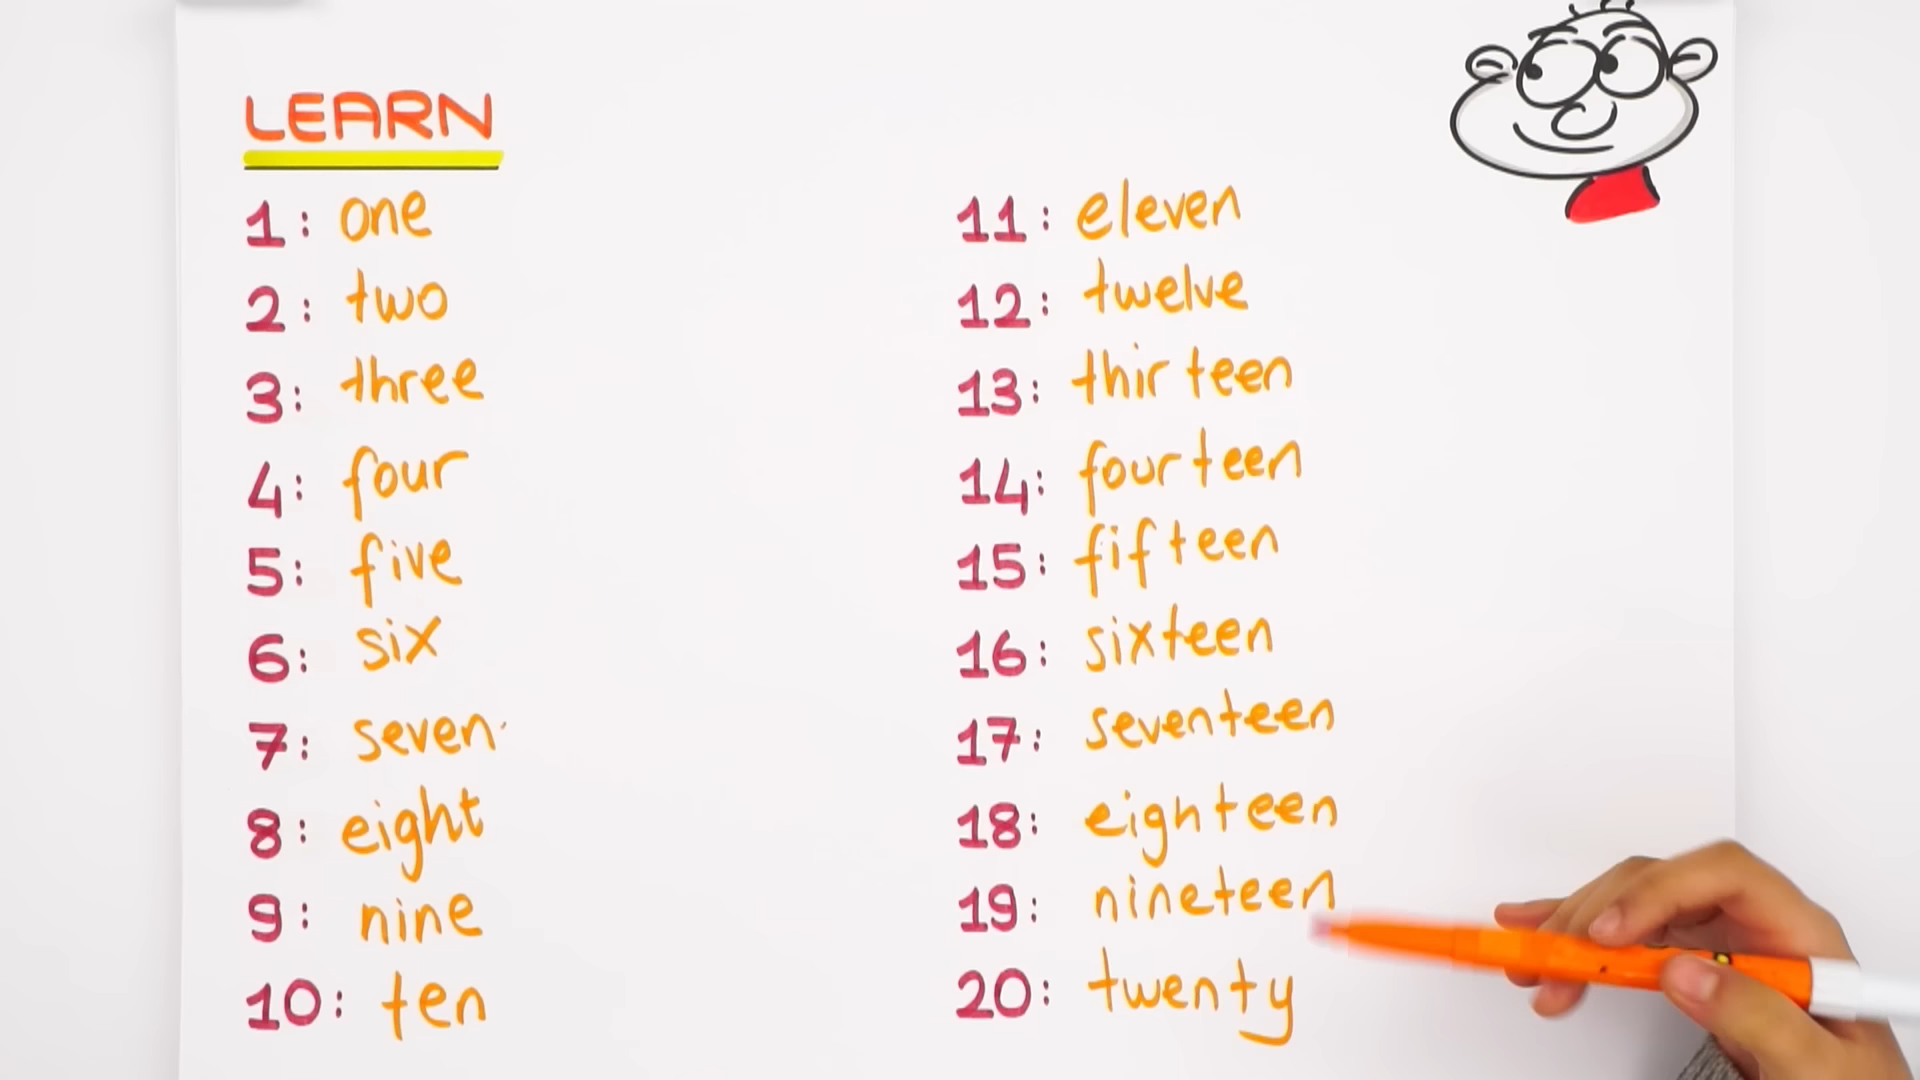 LEARN
1: one
2: two
3: three
4: four
5: five
6: six
7: seven
8: eight
9: nine
10: ten
11: eleven
12: twelve
13: thirteen
14: fourteen
15: fifteen
16: sixteen
17: seventeen
18: eighteen
19: nineteen
20: twenty